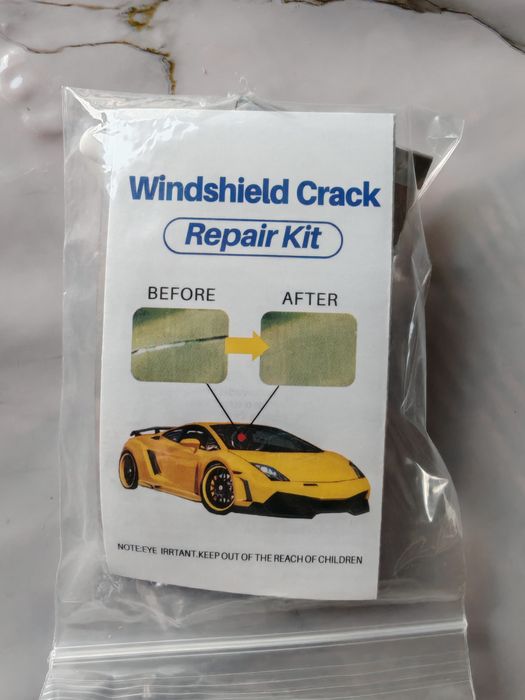 Windshield Crack
Repair Kit
BEFORE
AFTER
NOTE:EYE IRRTANT.KEEP OUT OF THE REACH OF CHILDREN